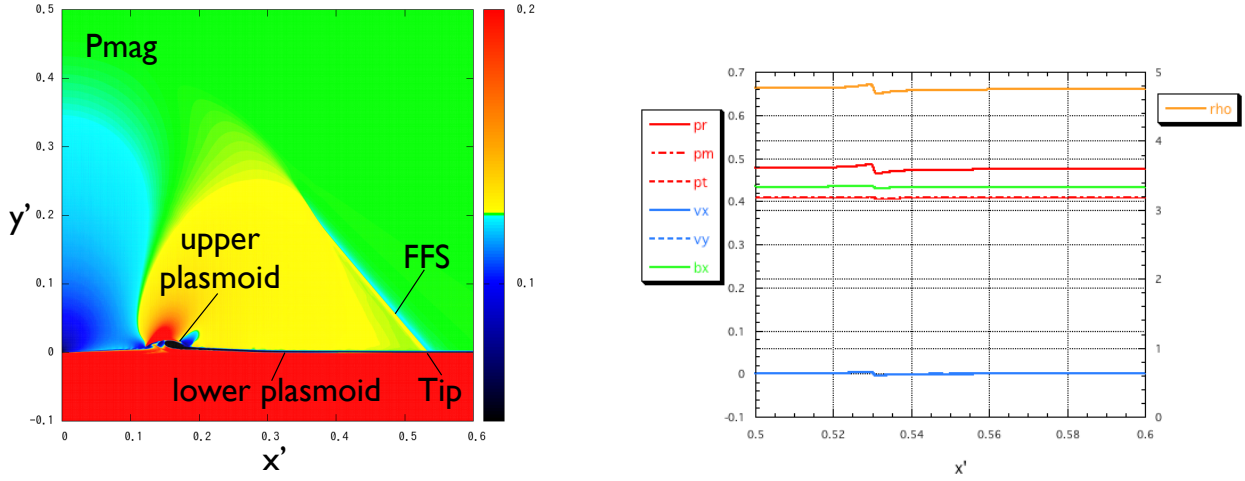 0.5
0.4
0.3
0.2
0.1
0
-0.1
0
0.1
0.2
0.3
0.4
0.5
0.6
y'
x'
Pmag
upper
plasmoid
FFS
lower plasmoid
Tip
0.2
0.1
pr
pm
pt
vx
vy
bx
0.7
0.6
0.5
0.4
0.3
0.2
0.1
0
-0.1
0.5
0.52
0.54
0.56
0.58
0.6
x'
5
4
3
2
1
0
rho